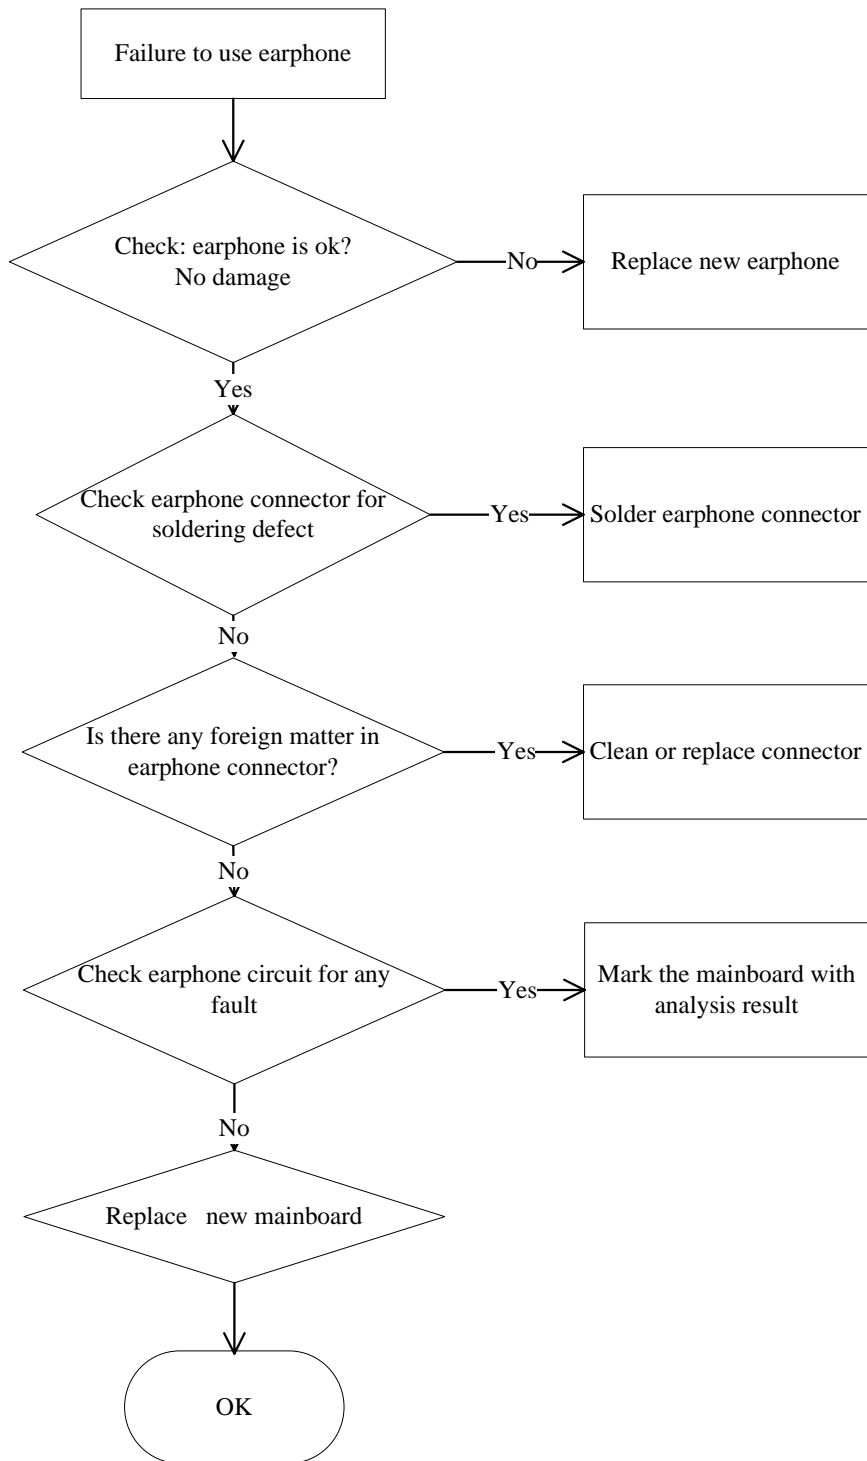 Failure to use earphone
Check: earphone is ok?
No damage
No
Replace new earphone
Yes
Check earphone connector for
soldering defect
Yes
Solder earphone connector
No
Is there any foreign matter in
earphone connector?
Yes
Clean or replace connector
No
Check earphone circuit for any
fault
Yes
Mark the mainboard with
analysis result
No
Replace   new mainboard
OK